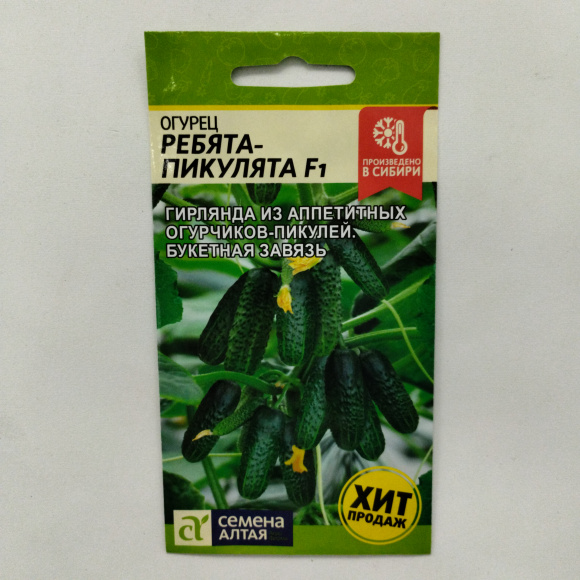 ОГУРЕЦ
РЕБЯТА-
ПИКУЛЯТА F1
ПРОИЗВЕДЕНО
В СИБИРИ
ГИРЛЯНДА ИЗ АППЕТИТНЫХ
ОГУРЧИКОВ-ПИКУЛЕЙ.
БУКЕТНАЯ ЗАВЯЗЬ
ХИТ
ПРОДАЖ
семена
АЛТАЯ